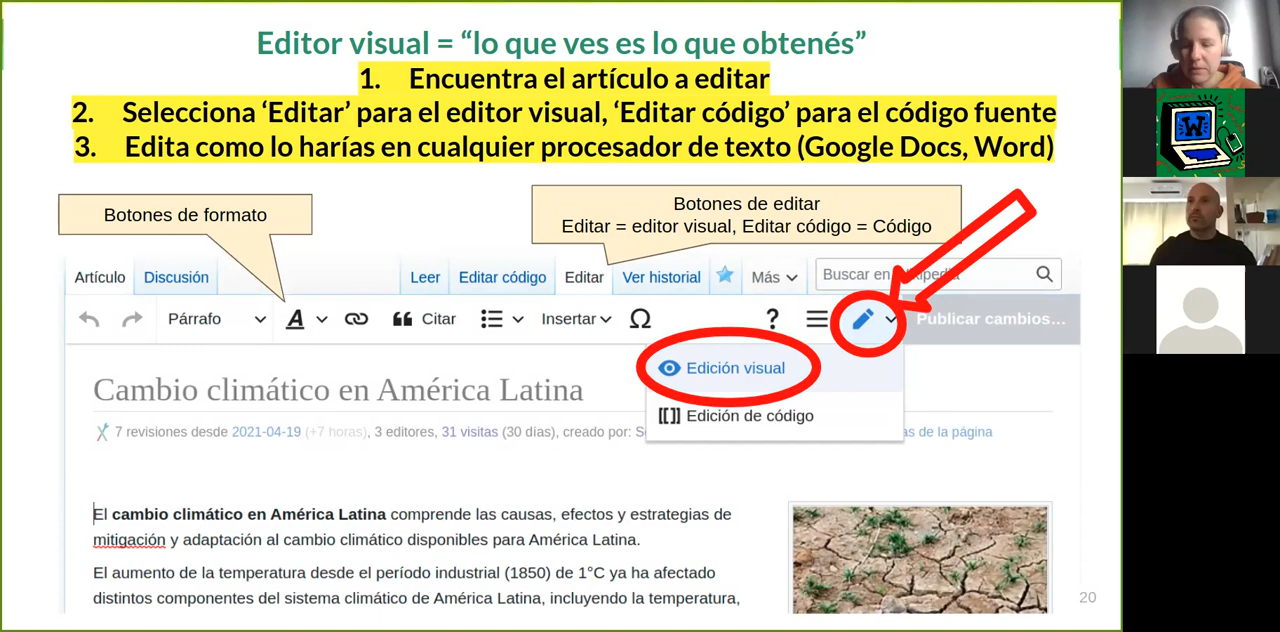 Editor visual = “lo que ves es lo que obtenés”
1. Encuentra el artículo a editar
2. Selecciona ‘Editar’ para el editor visual, ‘Editar código’ para el código fuente
3. Edita como lo harías en cualquier procesador de texto (Google Docs, Word)
Botones de formato
Botones de editar
Editar = editor visual, Editar código = Código
Artículo Discusión Leer Editar código Editar Ver historial Más Buscar en
Párrafo A Citar Insertar Ω ? Publicar cambios...
Edición visual
[[]] Edición de código
Cambio climático en América Latina
7 revisiones desde 2021-04-19 (+7 horas), 3 editores, 31 visitas (30 días), creado por: de la página
El cambio climático en América Latina comprende las causas, efectos y estrategias de
mitigación y adaptación al cambio climático disponibles para América Latina.
El aumento de la temperatura desde el período industrial (1850) de 1°C ya ha afectado
distintos componentes del sistema climático de América Latina, incluyendo la temperatura,
20
W